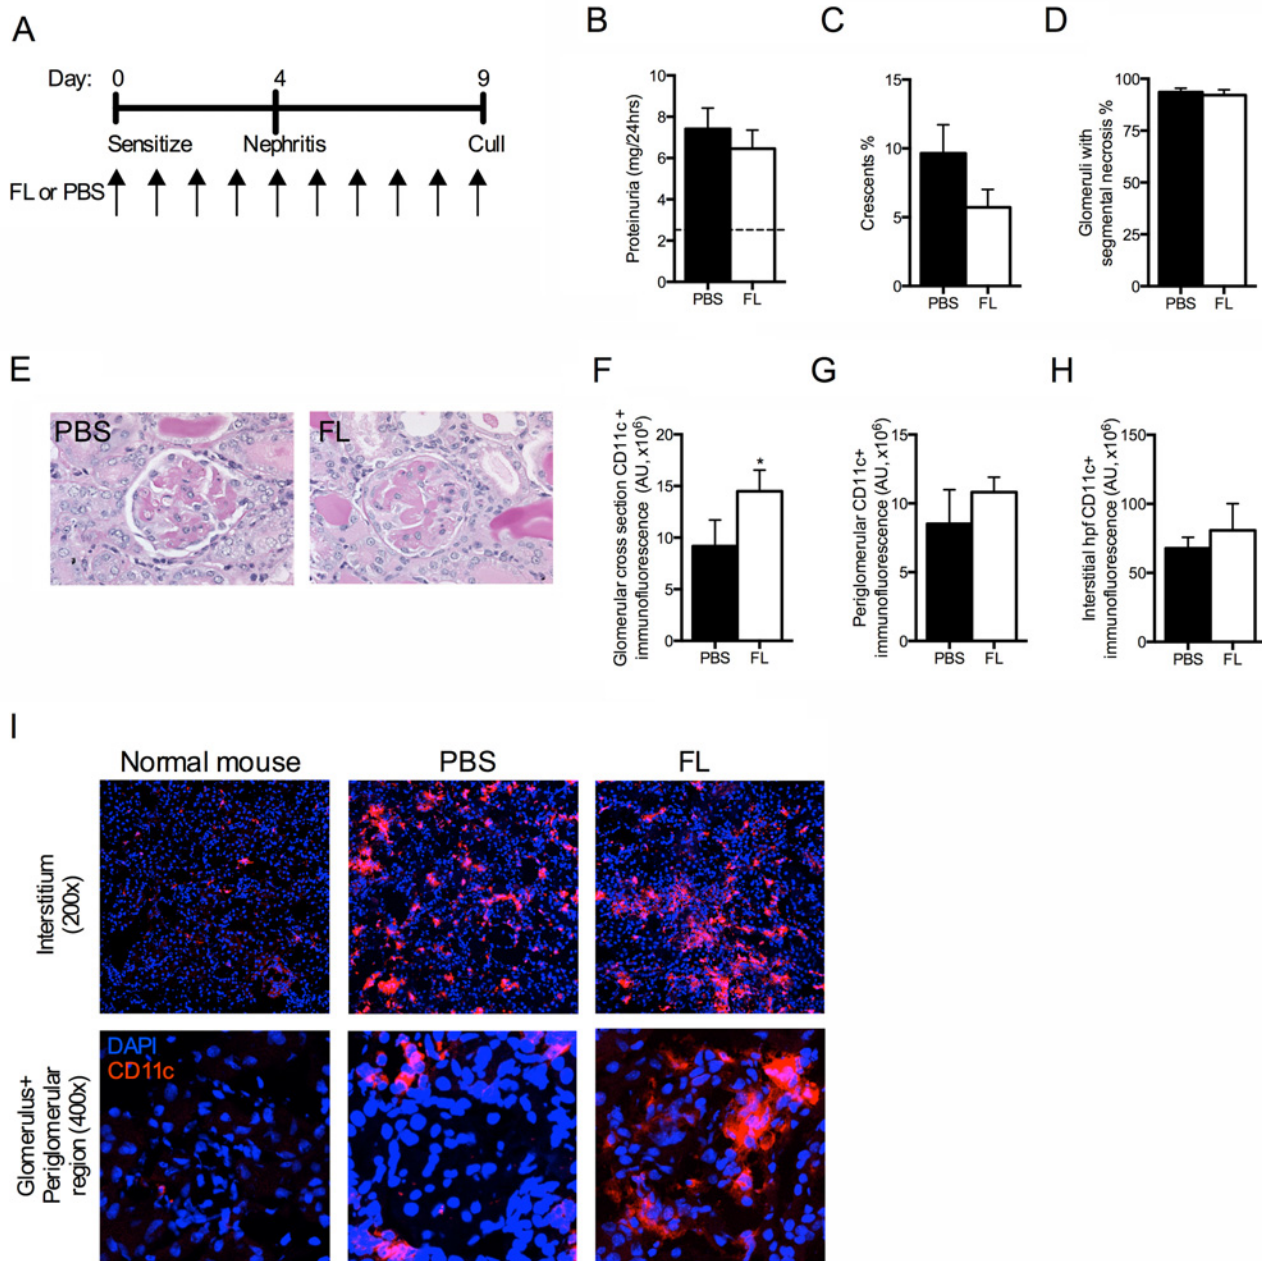 A
Day: 0 4 9
Sensitize Nephritis Cull
FL or PBS
B
Proteinuria (mg/24hrs)
10
8
6
4
2
0
PBS FL
C
Crescents %
15
10
5
0
PBS FL
D
Glomeruli with
segmental necrosis %
100
75
50
25
0
PBS FL
E
PBS
FL
F
Glomerular cross section CD11c +
immunofluorescence (AU, x10⁶)
20
15
10
5
0
*
PBS FL
G
Periglomerular CD11c+
immunofluorescence (AU, x10⁶)
15
10
5
0
PBS FL
H
Interstitial hpf CD11c+
immunofluorescence (AU, x10⁶)
150
100
50
0
PBS FL
I
Normal mouse PBS FL
Interstitium
(200x)
Glomerulus+
Periglomerular
region (400x)
DAPI
CD11c